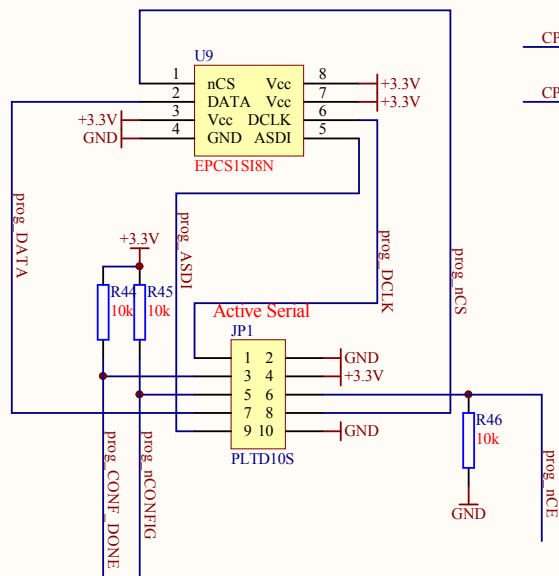 CP
U9
1 nCS Vcc 8 +3.3V
2 DATA Vcc 7 +3.3V
+3.3V 3 Vcc DCLK 6
GND 4 GND ASDI 5
EPCS1SI8N
CP
prog_DATA
prog_ASDI
prog_DCLK
prog_nCS
+3.3V
R44 R45
10k 10k
Active Serial
JP1
1 2 GND
3 4 +3.3V
5 6
7 8
9 10 GND
PLTD10S
R46
10k
GND
prog_CONF_DONE
prog_nCONFIG
prog_nCE